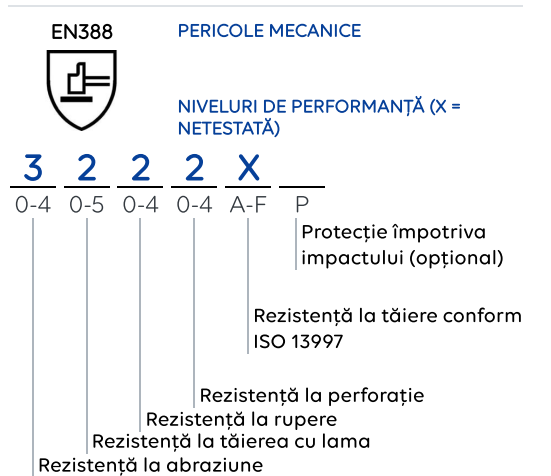 EN388
PERICOLE MECANICE
NIVELURI DE PERFORMANȚĂ (X =
NETESTATĂ)
3 2 2 2 X
0-4 0-5 0-4 0-4 A-F P
Protecție împotriva
impactului (opțional)
Rezistență la tăiere conform
ISO 13997
Rezistență la perforație
Rezistență la rupere
Rezistență la tăierea cu lama
Rezistență la abraziune